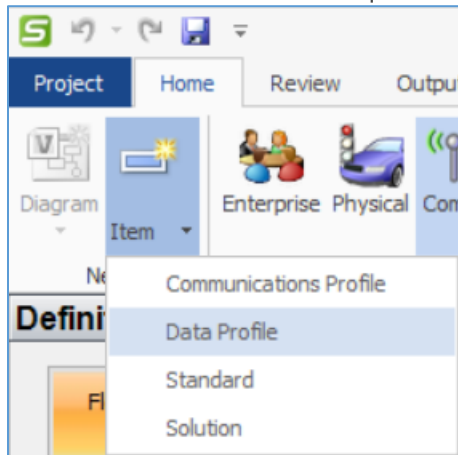 Project Home Review Outpu
Diagram Item Enterprise Physical Com
Ne
Communications Profile
Defini
Data Profile
Standard
Fl
Solution